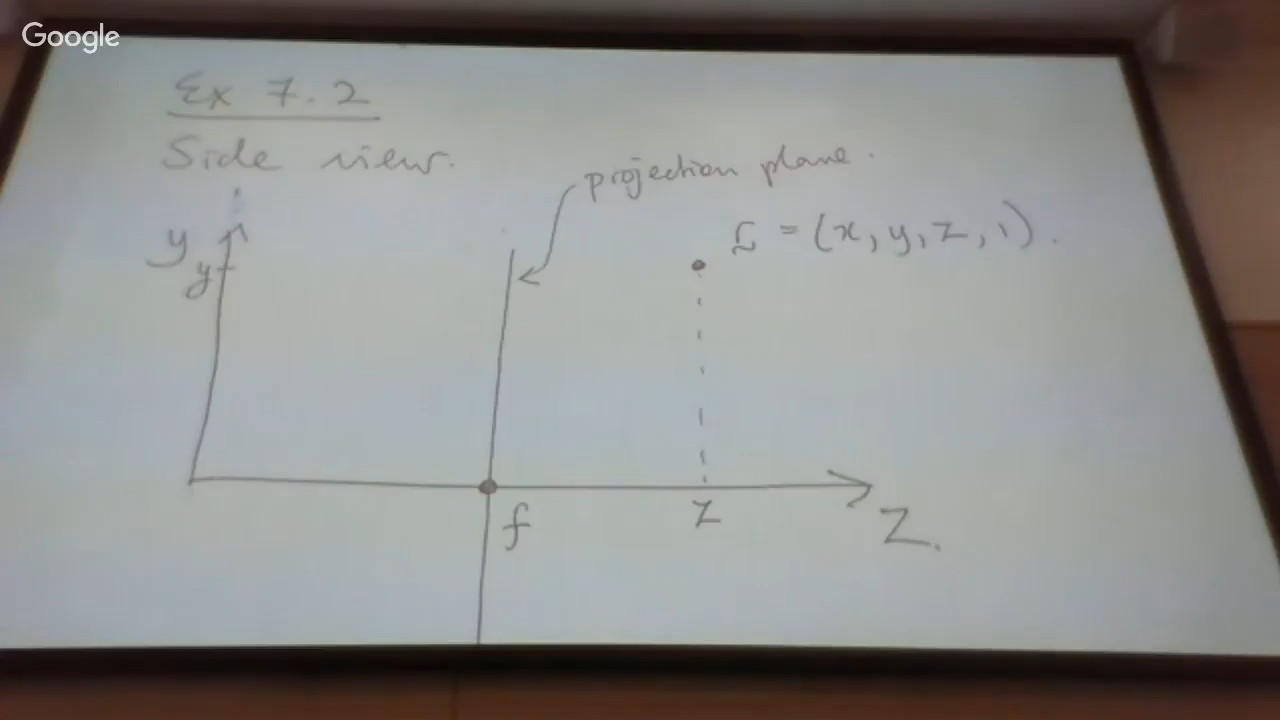 Google
Ex 7.2
Side view.
projection plane.
y
y
= (x, y, z, 1).
f
z
Z.